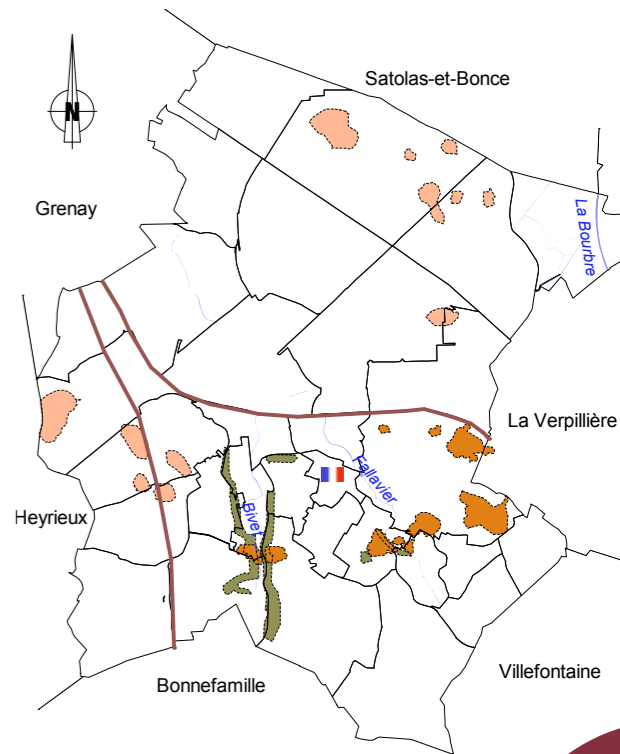 Satolas-et-Bonce
N
Grenay
La Bourbre
La Verpillière
Fallavier
Heyrieux
Bivet
Villefontaine
Bonnefamille